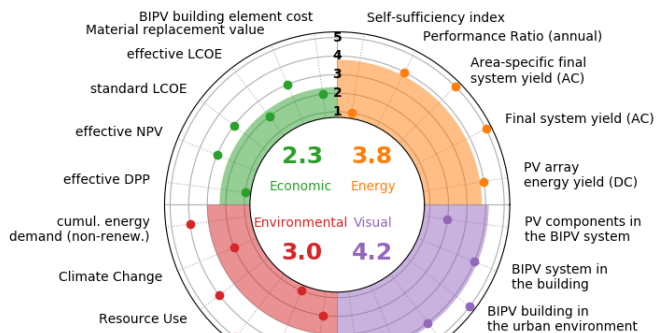 BIPV building element cost
Material replacement value
effective LCOE
standard LCOE
effective NPV
effective DPP
cumul. energy
demand (non-renew.)
Climate Change
Resource Use
Self-sufficiency index
Performance Ratio (annual)
Area-specific final
system yield (AC)
Final system yield (AC)
PV array
energy yield (DC)
PV components in
the BIPV system
BIPV system in
the building
BIPV building in
the urban environment
5
4
3
2
1
2.3
Economic
3.8
Energy
Environmental
3.0
Visual
4.2